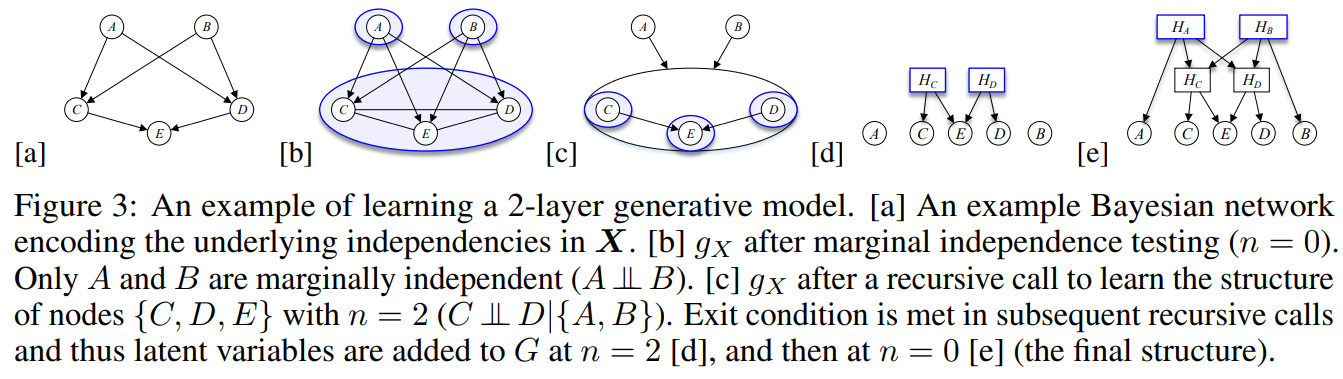 A B A B A B H_A H_B
H_C H_D H_C H_D
C D C D C D
E E E A C E D B A C E D B
[a] [b] [c] [d] [e]
Figure 3: An example of learning a 2-layer generative model. [a] An example Bayesian network
encoding the underlying independencies in X. [b] g_X after marginal independence testing (n = 0).
Only A and B are marginally independent (A ⫫ B). [c] g_X after a recursive call to learn the structure
of nodes {C, D, E} with n = 2 (C ⫫ D|{A, B}). Exit condition is met in subsequent recursive calls
and thus latent variables are added to G at n = 2 [d], and then at n = 0 [e] (the final structure).